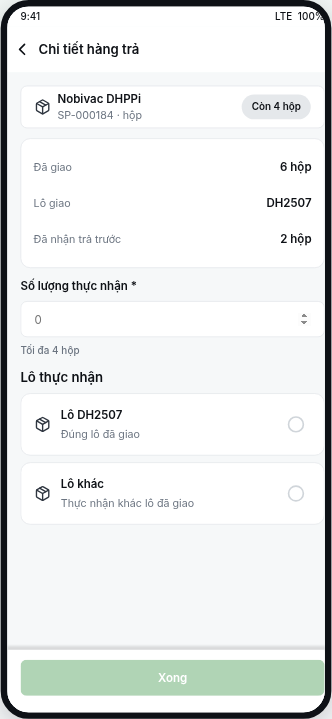 9:41 LTE 100%
Chi tiết hàng trả
Nobivac DHPPi
SP-000184 · hộp
Còn 4 hộp
Đã giao 6 hộp
Lô giao DH2507
Đã nhận trả trước 2 hộp
Số lượng thực nhận *
0
Tối đa 4 hộp
Lô thực nhận
Lô DH2507
Đúng lô đã giao
Lô khác
Thực nhận khác lô đã giao
Xong